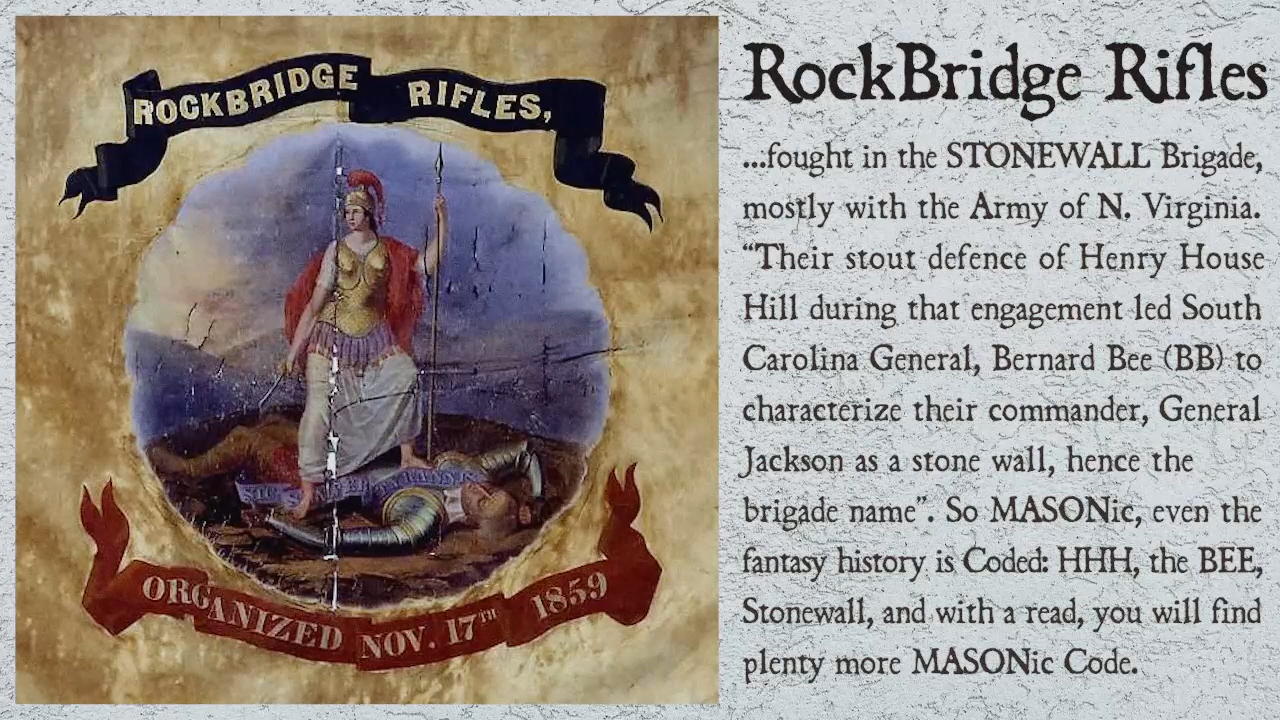 ROCKBRIDGE RIFLES,
ORGANIZED NOV. 17TH 1859
RockBridge Rifles
...fought in the STONEWALL Brigade,
mostly with the Army of N. Virginia.
“Their stout defence of Henry House
Hill during that engagement led South
Carolina General, Bernard Bee (BB) to
characterize their commander, General
Jackson as a stone wall, hence the
brigade name”. So MASONic, even the
fantasy history is Coded: HHH, the BEE,
Stonewall, and with a read, you will find
plenty more MASONic Code.